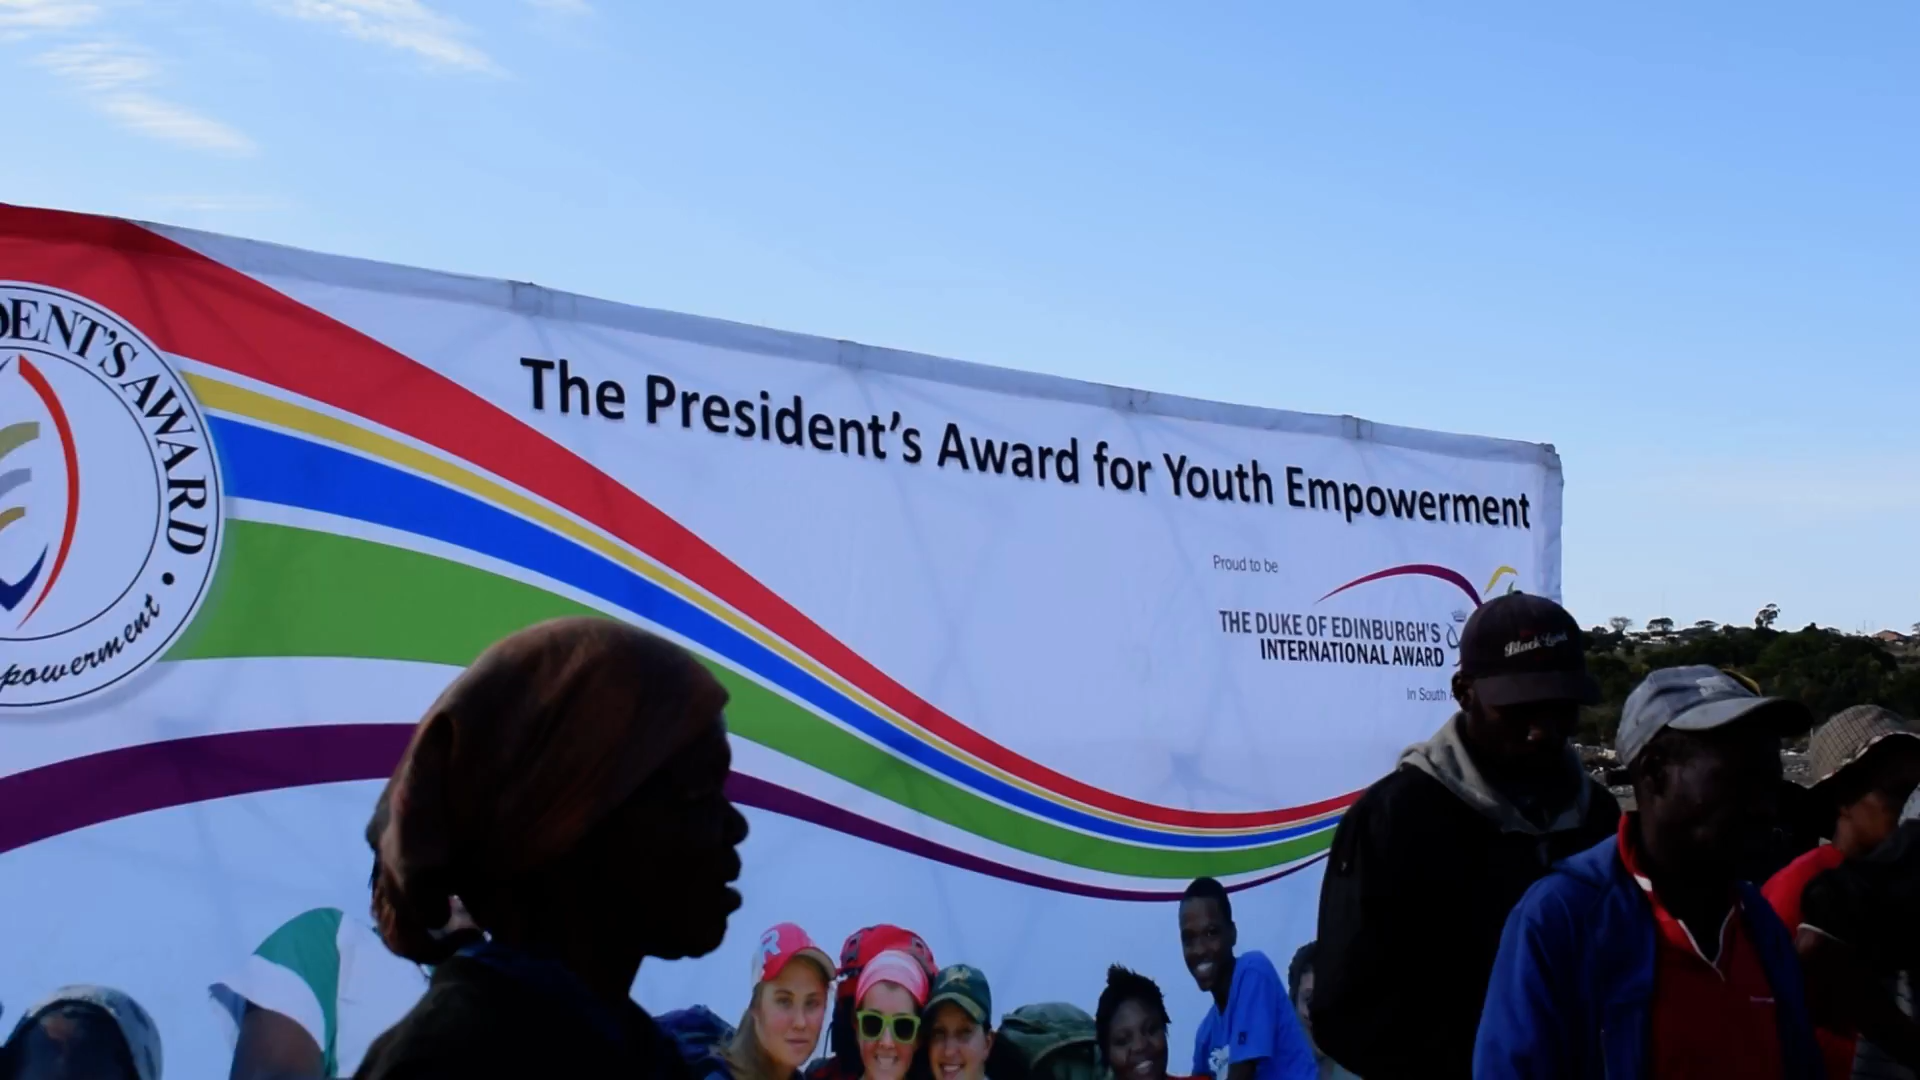 DENT'S AWARD •
powerment
The President's Award for Youth Empowerment
Proud to be
THE DUKE OF EDINBURGH'S
INTERNATIONAL AWARD
In South
Black
R